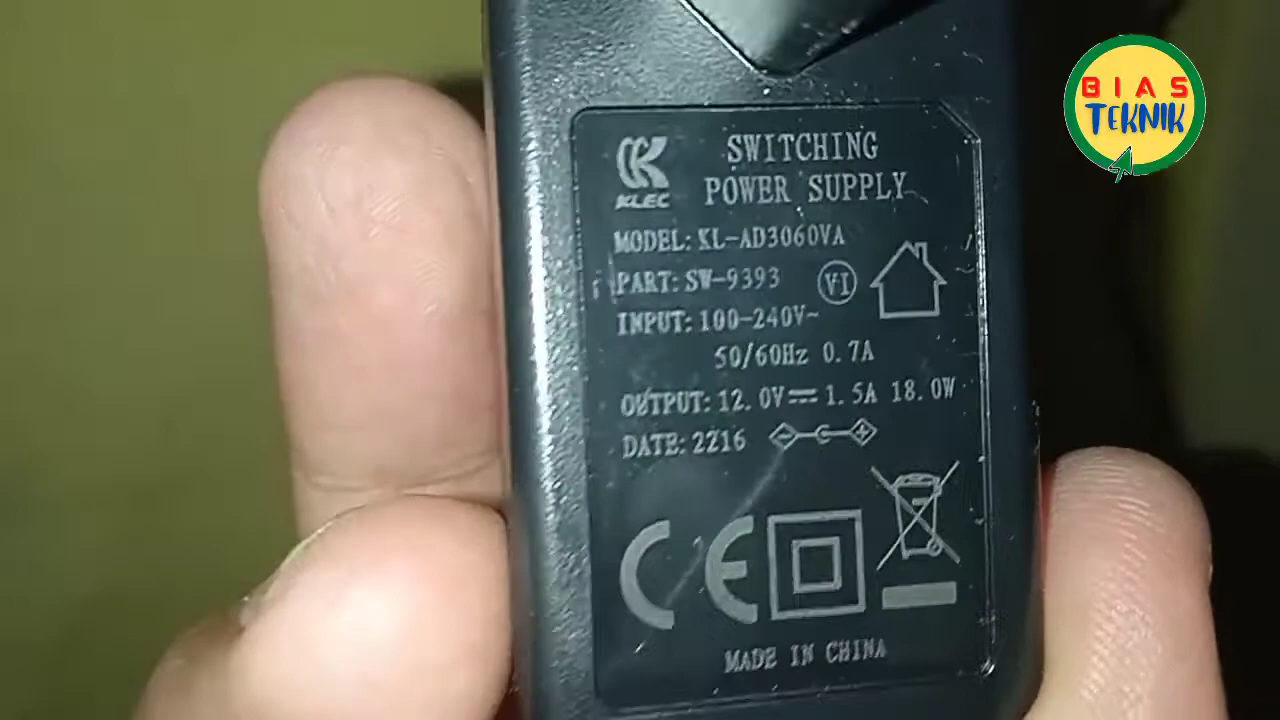 BIAS
TEKNIK
KLEC
SWITCHING
POWER SUPPLY
MODEL: KL-AD3060VA
PART: SW-9393
VI
INPUT: 100-240V~
50/60Hz 0.7A
OUTPUT: 12.0V⎓1.5A 18.0W
DATE: 2216
CE
MADE IN CHINA